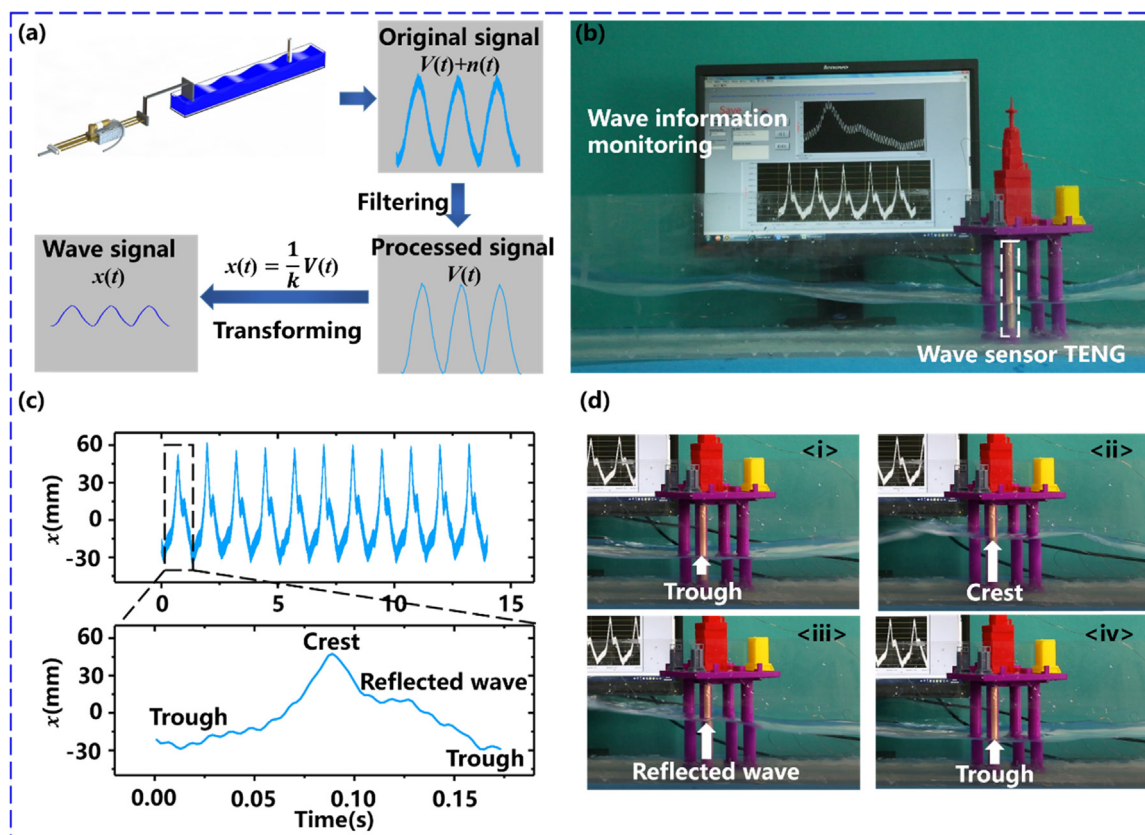 (a)
Original signal
V(t)+n(t)
Filtering
Wave signal
x(t)
x(t) = 1/k V(t)
Transforming
Processed signal
V(t)
(b)
lenovo
Save
Wave information
monitoring
Wave sensor TENG
(c)
x(mm)
60
30
0
-30
0
5
10
15
x(mm)
60
30
0
-30
Trough
Crest
Reflected wave
Trough
0.00
0.05
0.10
0.15
Time(s)
(d)
<i>
Trough
<ii>
Crest
<iii>
Reflected wave
<iv>
Trough